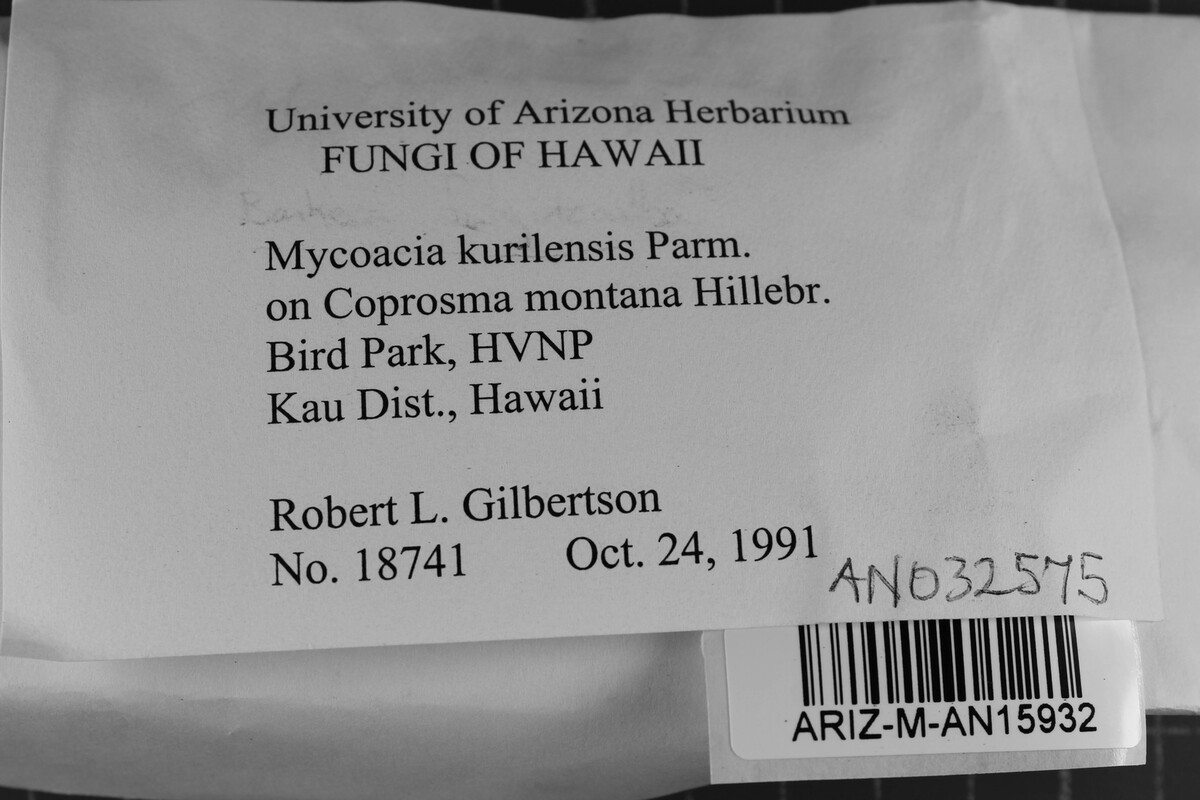 University of Arizona Herbarium
FUNGI OF HAWAII
Mycoacia kurilensis Parm.
on Coprosma montana Hillebr.
Bird Park, HVNP
Kau Dist., Hawaii
Robert L. Gilbertson
No. 18741 Oct. 24, 1991
AN032575
ARIZ-M-AN15932